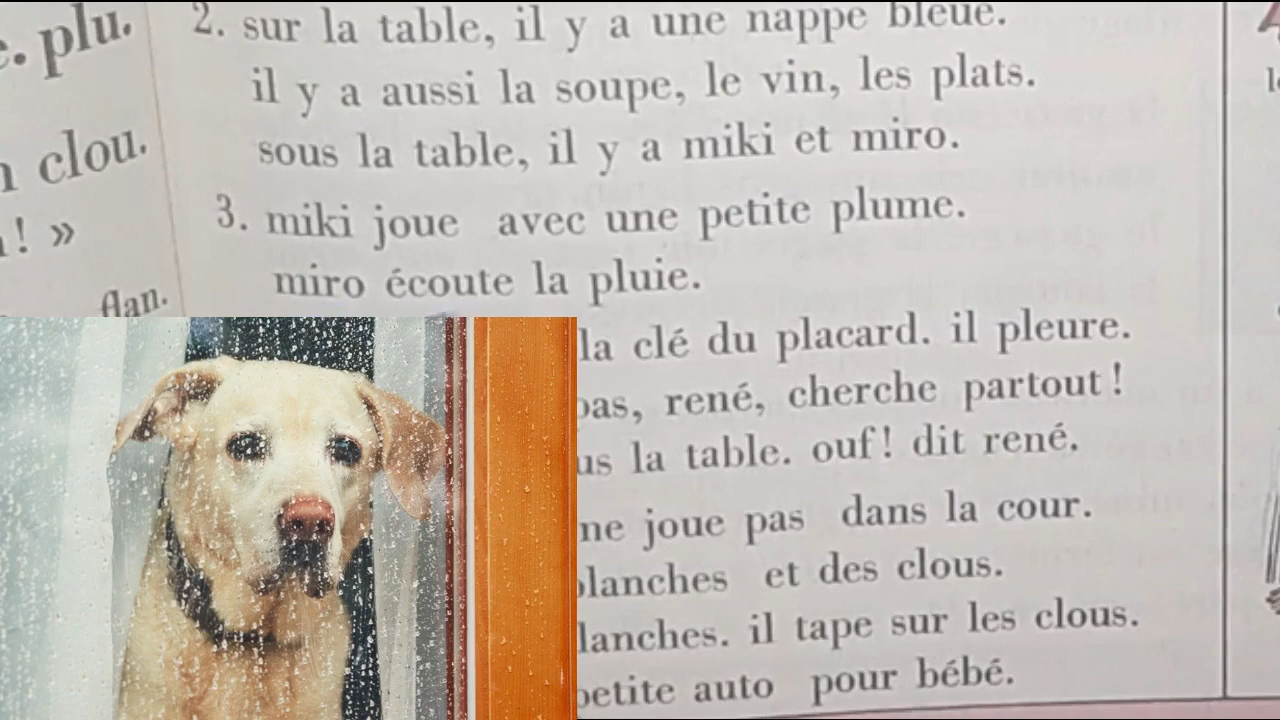 plu.
clou.
! »
flan.
2. sur la table, il y a une nappe bleue.
il y a aussi la soupe, le vin, les plats.
sous la table, il y a miki et miro.
3. miki joue avec une petite plume.
miro écoute la pluie.
la clé du placard. il pleure.
pas, rené, cherche partout !
la table. ouf ! dit rené.
ne joue pas dans la cour.
et des clous.
il tape sur les clous.
petite auto pour bébé.